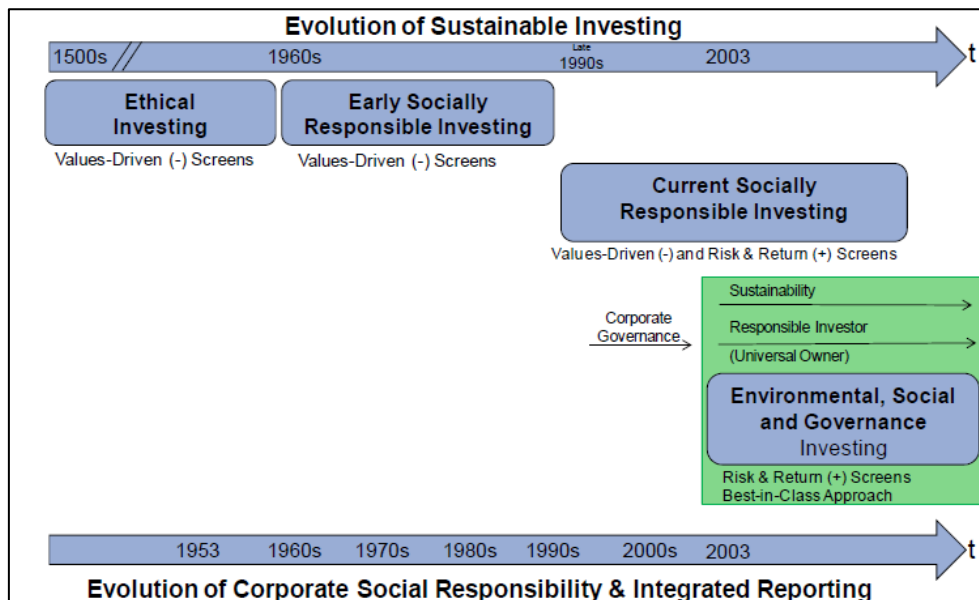 Evolution of Sustainable Investing
1500s
1960s
Late
1990s
2003
t
Ethical
Investing
Values-Driven (-) Screens
Early Socially
Responsible Investing
Values-Driven (-) Screens
Current Socially
Responsible Investing
Values-Driven (-) and Risk & Return (+) Screens
Corporate
Governance
Sustainability
Responsible Investor
(Universal Owner)
Environmental, Social
and Governance
Investing
Risk & Return (+) Screens
Best-in-Class Approach
1953
1960s
1970s
1980s
1990s
2000s
2003
t
Evolution of Corporate Social Responsibility & Integrated Reporting